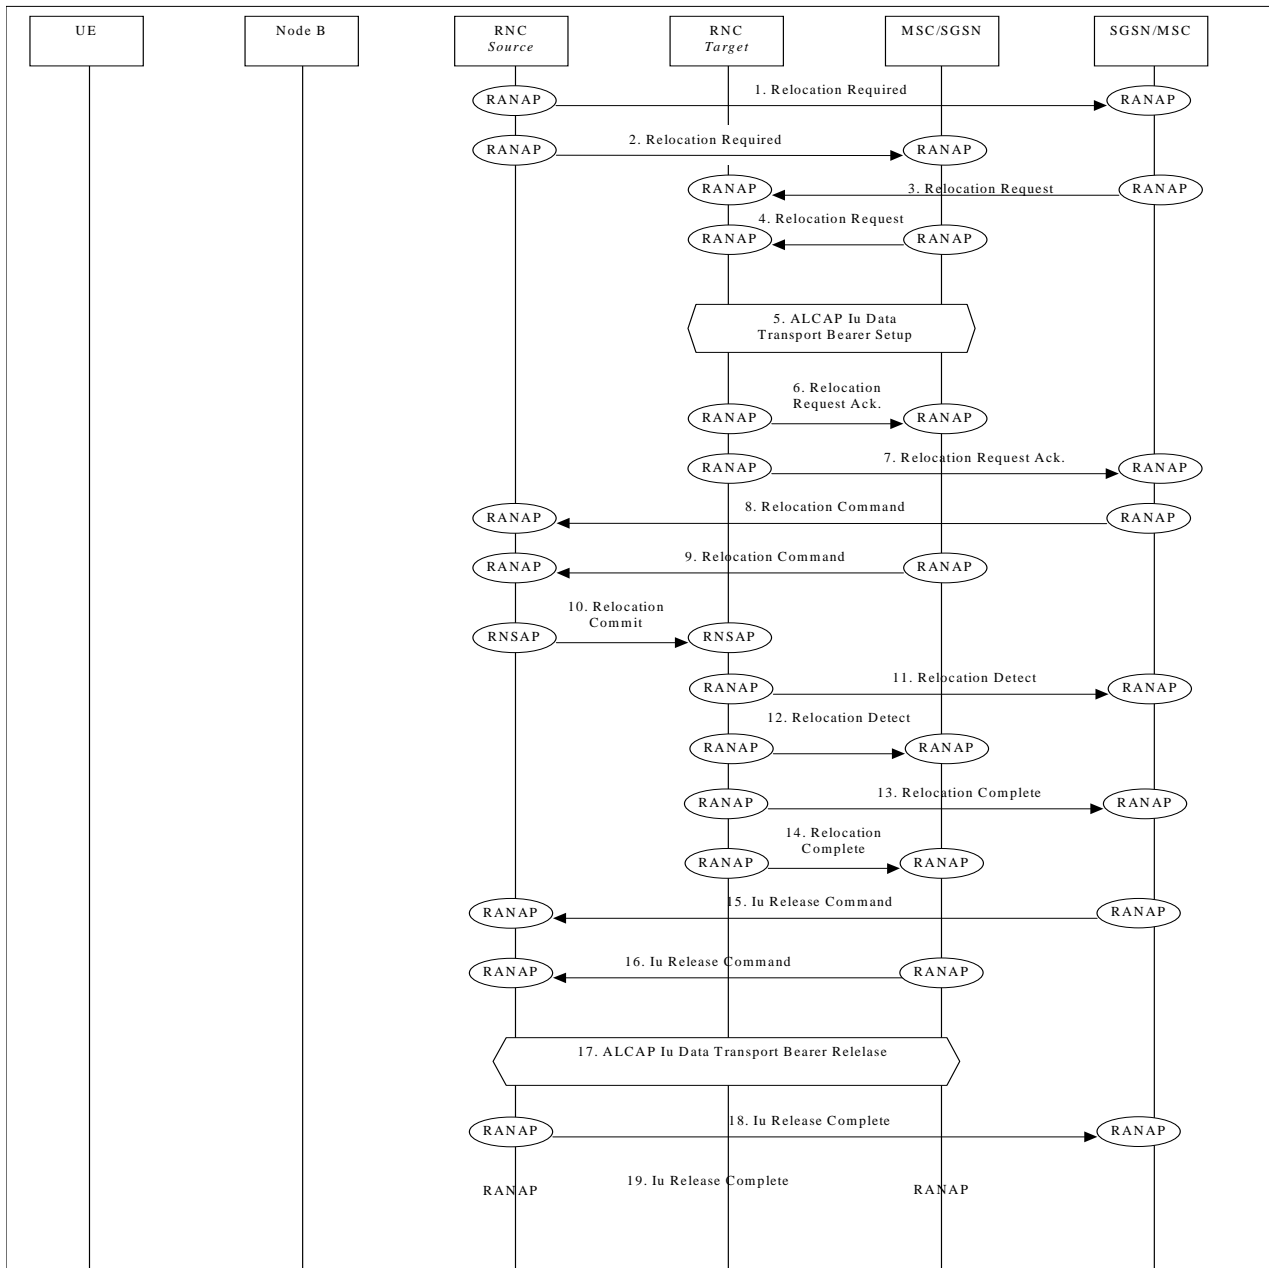 UE
Node B
RNC
Source
RNC
Target
MSC/SGSN
SGSN/MSC
RANAP
1. Relocation Required
RANAP
RANAP
2. Relocation Required
RANAP
RANAP
3. Relocation Request
RANAP
RANAP
4. Relocation Request
RANAP
5. ALCAP Iu Data
Transport Bearer Setup
RANAP
6. Relocation
Request Ack.
RANAP
RANAP
7. Relocation Request Ack.
RANAP
RANAP
8. Relocation Command
RANAP
RANAP
9. Relocation Command
RANAP
RNSAP
10. Relocation
Commit
RNSAP
RANAP
11. Relocation Detect
RANAP
RANAP
12. Relocation Detect
RANAP
RANAP
13. Relocation Complete
RANAP
RANAP
14. Relocation
Complete
RANAP
RANAP
15. Iu Release Command
RANAP
RANAP
16. Iu Release Command
RANAP
17. ALCAP Iu Data Transport Bearer Relelase
RANAP
18. Iu Release Complete
RANAP
RANAP
19. Iu Release Complete
RANAP